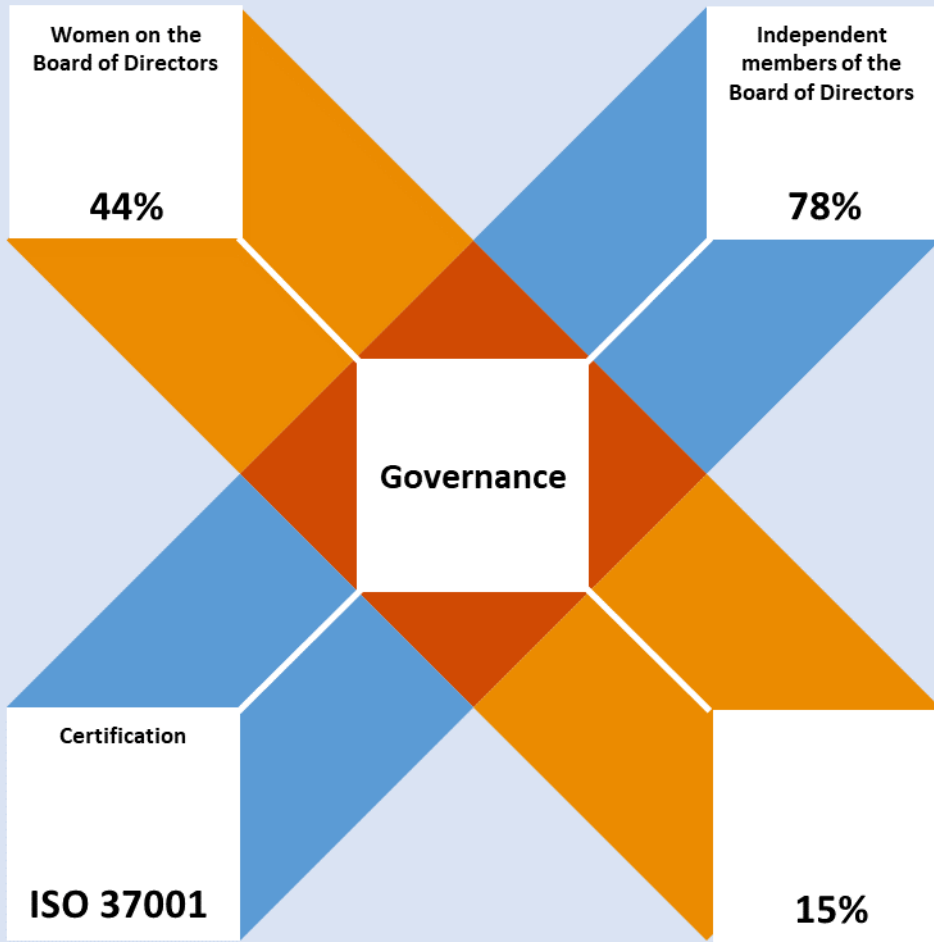 Women on the
Board of Directors
44%
Independent
members of the
Board of Directors
78%
Governance
Certification
ISO 37001
15%